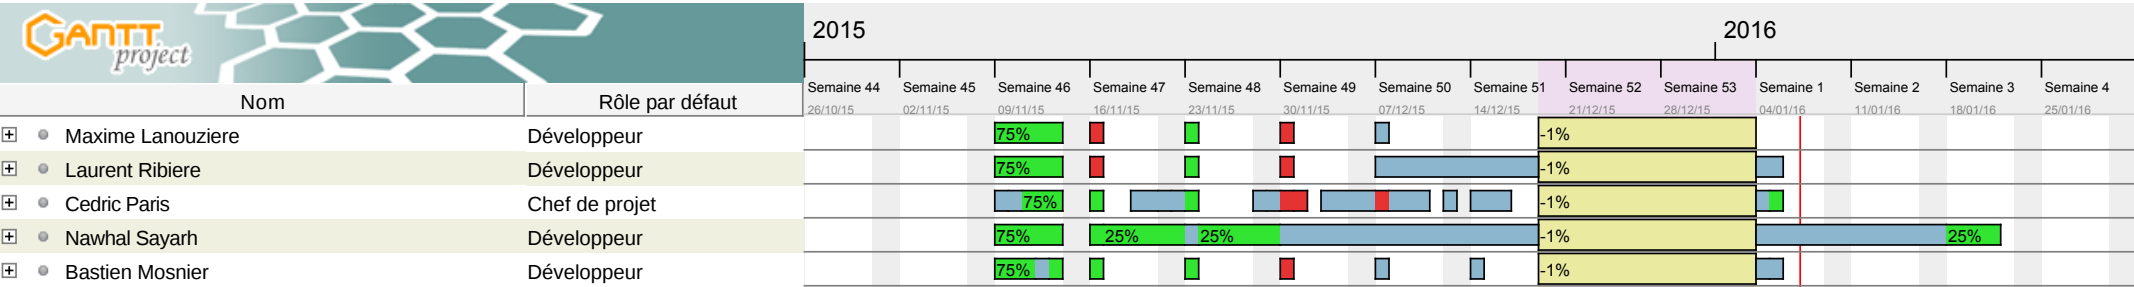 GANTT
project
2015
2016
Semaine 44
Semaine 45
Semaine 46
Semaine 47
Semaine 48
Semaine 49
Semaine 50
Semaine 51
Semaine 52
Semaine 53
Semaine 1
Semaine 2
Semaine 3
Semaine 4
Nom
Rôle par défaut
26/10/15
02/11/15
09/11/15
16/11/15
23/11/15
30/11/15
07/12/15
14/12/15
21/12/15
28/12/15
04/01/16
11/01/16
18/01/16
25/01/16
Maxime Lanouziere Développeur 75% -1%
Laurent Ribiere Développeur 75% -1%
Cedric Paris Chef de projet 75% -1%
Nawhal Sayarh Développeur 75% 25% 25% -1% 25%
Bastien Mosnier Développeur 75% -1%